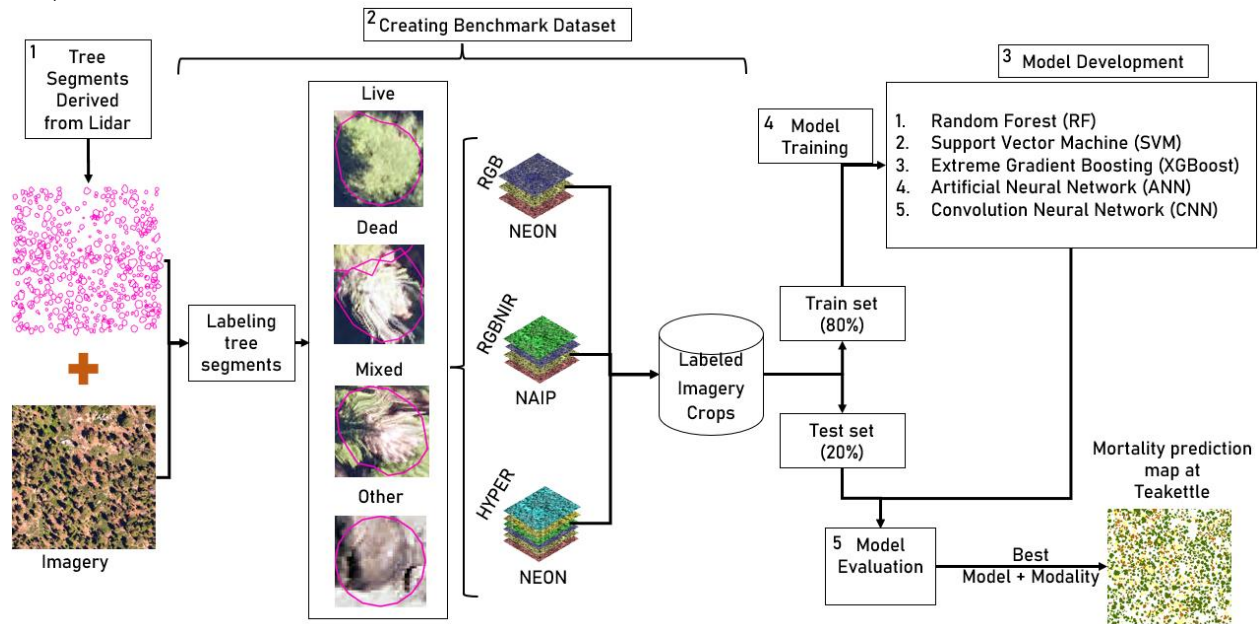 1 Tree
Segments
Derived
from Lidar
2 Creating Benchmark Dataset
3 Model Development
Live
Dead
Mixed
Other
Labeling
tree
segments
Imagery
RGB
NEON
RGBNIR
NAIP
HYPER
NEON
Labeled
Imagery
Crops
4 Model
Training
1. Random Forest (RF)
2. Support Vector Machine (SVM)
3. Extreme Gradient Boosting (XGBoost)
4. Artificial Neural Network (ANN)
5. Convolution Neural Network (CNN)
Train set
(80%)
Test set
(20%)
5 Model
Evaluation
Best
Model + Modality
Mortality prediction
map at
Teakettle